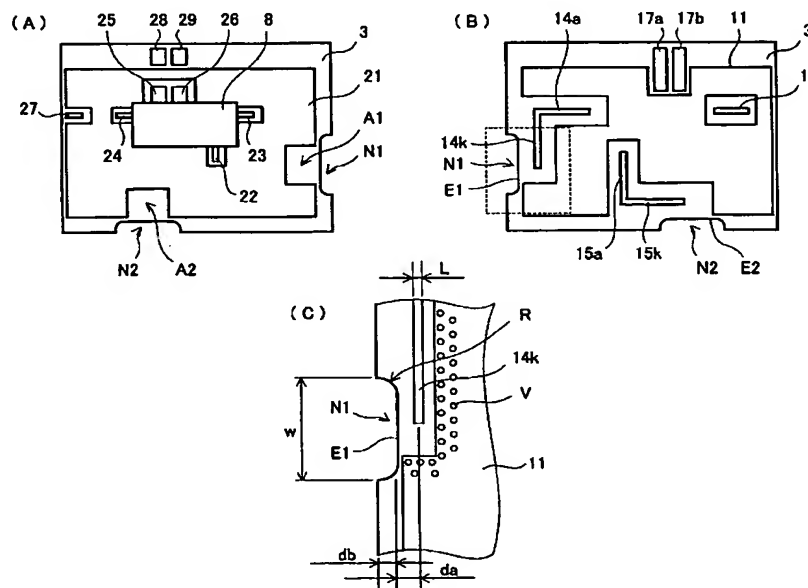 (A)
25
28
29
26
8
3
21
27
24
23
22
A1
N1
N2
A2
(B)
14a
17a
17b
11
3
14k
N1
E1
15a
15k
N2
E2
(C)
L
R
14k
N1
V
w
E1
11
db
da